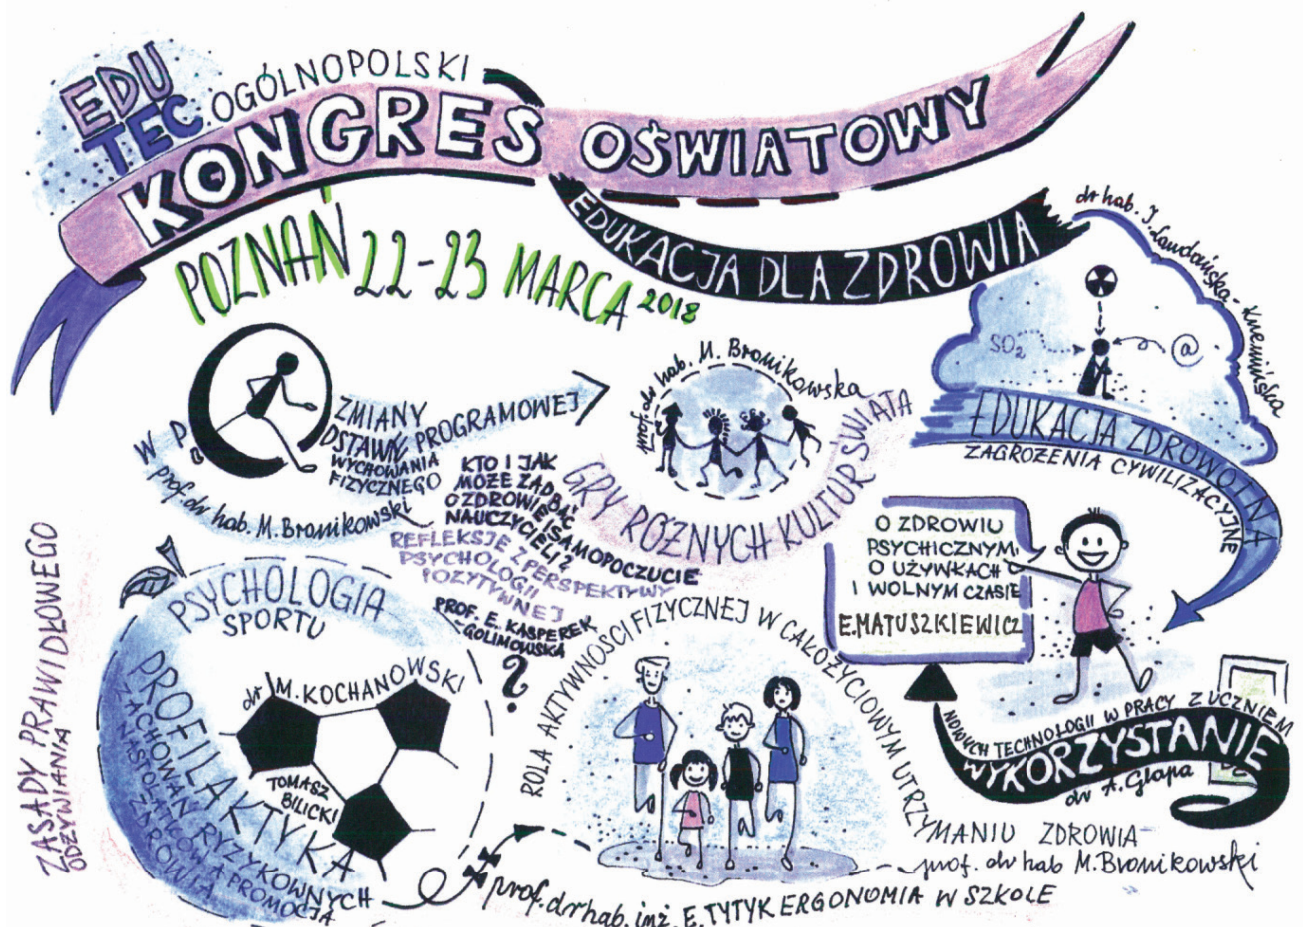 EDU
TEC
OGÓLNOPOLSKI
KONGRES OŚWIATOWY
EDUKACJA DLA ZDROWIA
POZNAŃ 22-23 MARCA 2018
W P
ZMIANY
DSTAWY PROGRAMOWEJ
WYCHOWANIA
FIZYCZNEGO
prof. dr hab. M. Bronikowski
prof. dr hab. M. Bronikowska
GRY RÓŻNYCH KULTUR ŚWIATA
dr hab. J.
SO2
@
EDUKACJA ZDROWOTNA
ZAGROŻENIA CYWILIZACYJNE
KTO I JAK
MOŻE ZADBAĆ
O ZDROWIE I SAMOPOCZUCIE
NAUCZYCIELI?
REFLEKSJE Z PERSPEKTYWY
PSYCHOLOGII
POZYTYWNEJ
PROF. E. KASPEREK
-GOLIMOWSKA
?
O ZDROWIU
PSYCHICZNYM,
O UŻYWKACH
I WOLNYM CZASIE
E.MATUSZKIEWICZ
NOWYCH TECHNOLOGII W PRACY Z UCZNIEM
WYKORZYSTANIE
dr A. Glapa
ZASADY PRAWIDŁOWEGO
ODŻYWIANIA
PSYCHOLOGIA
SPORTU
dr M. KOCHANOWSKI
TOMASZ
BILICKI
PROFILAKTYKA
ZACHOWAŃ RYZYKOWNYCH
U NASTOLATKÓW A PROMOCJA
ZDROWIA
ROLA AKTYWNOŚCI FIZYCZNEJ W CAŁOŻYCIOWYM UTRZYMANIU ZDROWIA
prof. dr hab M. Bronikowski
prof. dr hab. inż. E. TYTYK ERGONOMIA W SZKOLE